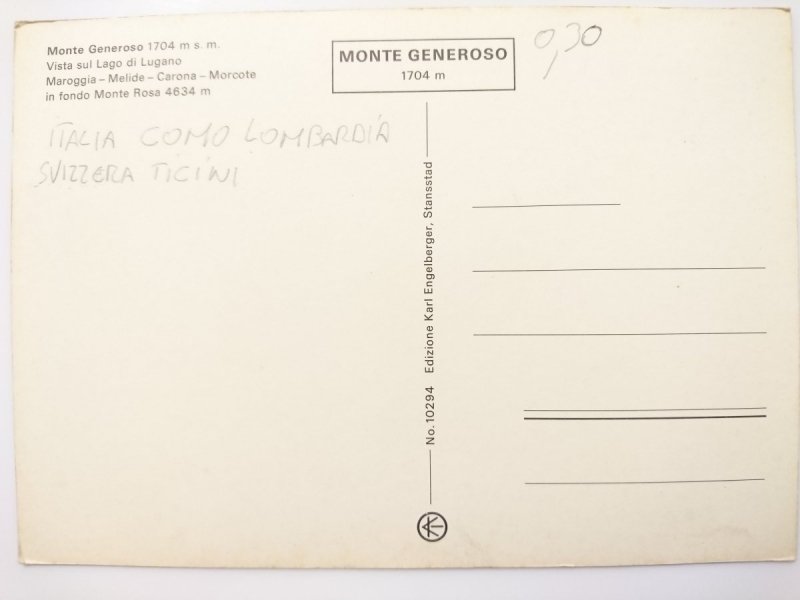 Monte Generoso 1704 m s. m.
Vista sul Lago di Lugano
Maroggia – Melide – Carona – Morcote
in fondo Monte Rosa 4634 m
MONTE GENEROSO
1704 m
0,30
ITALIA COMO LOMBARDIA
SVIZZERA TICINI
No. 10294 Edizione Karl Engelberger, Stansstad